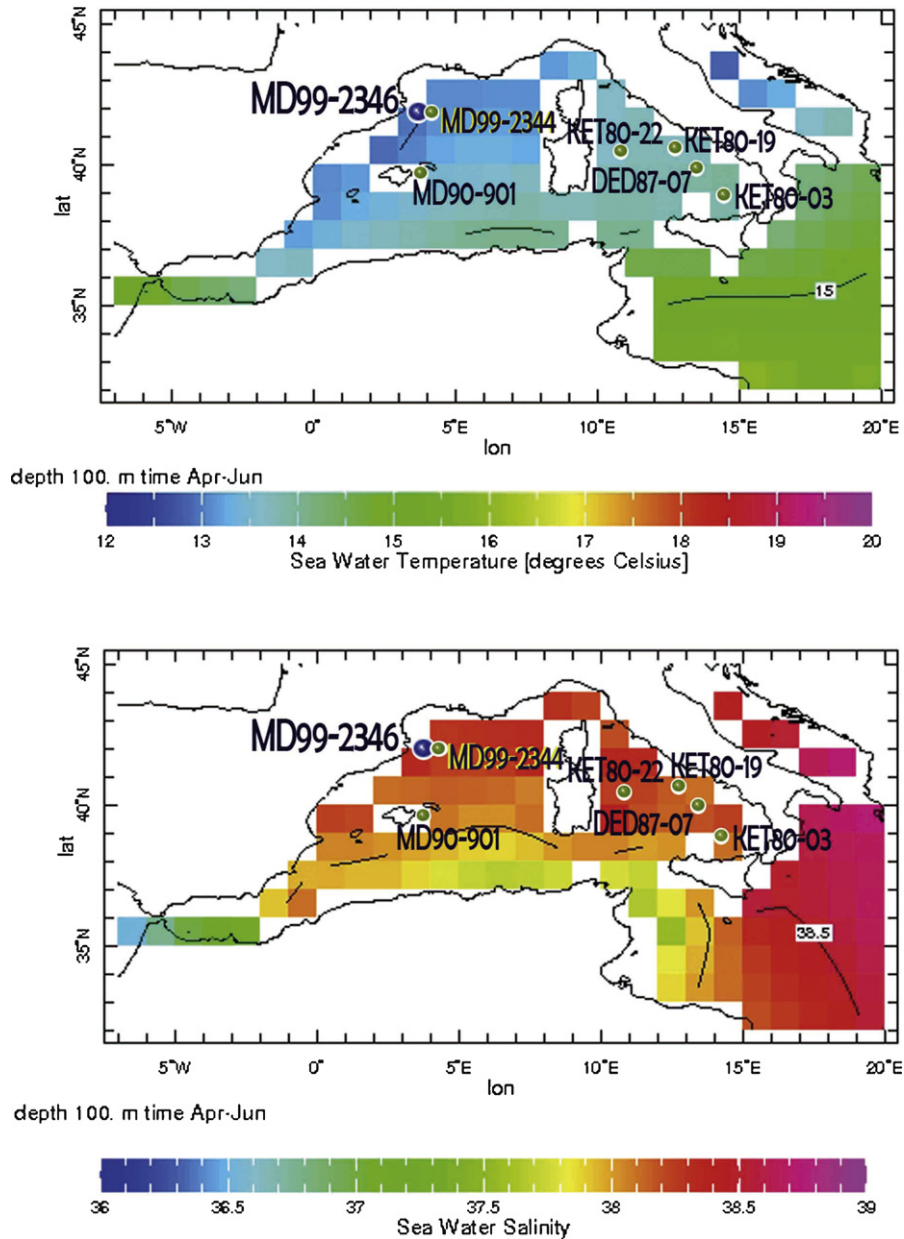 45°N
MD99-2346
MD99-2344
KET80-22
KET80-19
40°N
lat
MD90-901
DED87-07
KET80-03
35°N
15
5°W 0° 5°E 10°E 15°E 20°E
lon
depth 100. m time Apr-Jun
12 13 14 15 16 17 18 19 20
Sea Water Temperature [degrees Celsius]
45°N
MD99-2346
MD99-2344
KET80-22
KET80-19
40°N
lat
MD90-901
DED87-07
KET80-03
35°N
38.5
5°W 0° 5°E 10°E 15°E 20°E
lon
depth 100. m time Apr-Jun
36 36.5 37 37.5 38 38.5 39
Sea Water Salinity